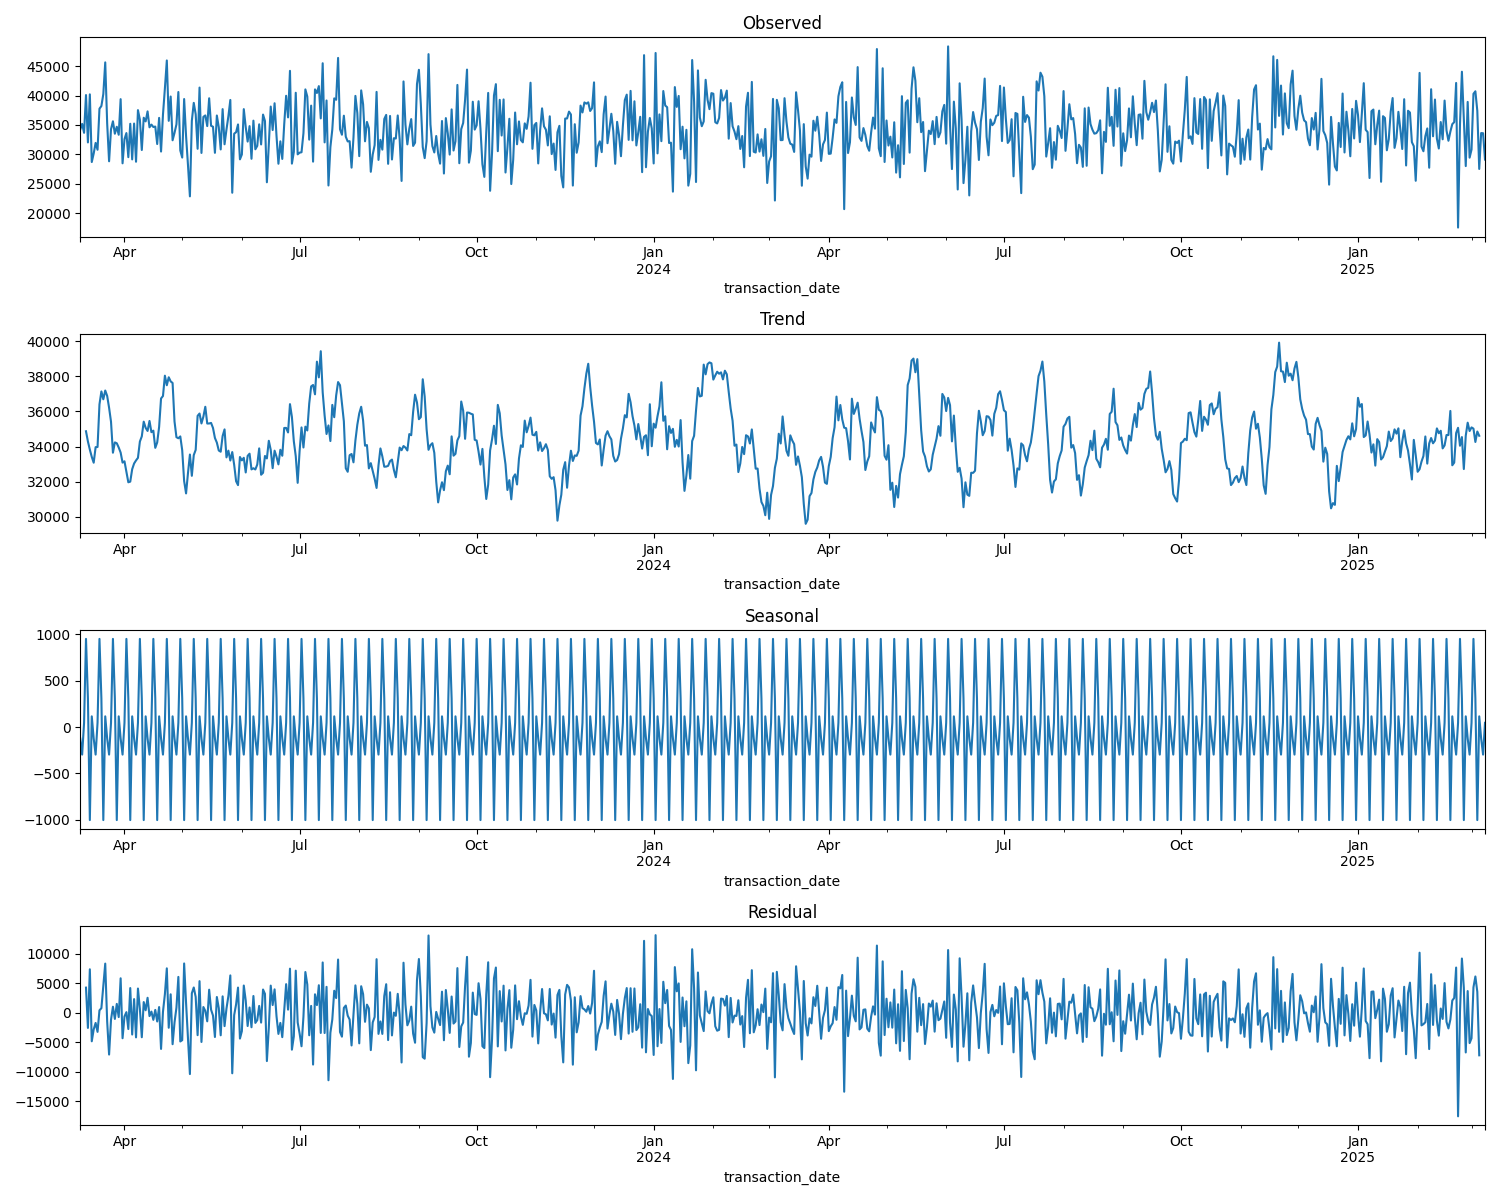 Observed
45000
40000
35000
30000
25000
20000
Apr Jul Oct Jan Apr Jul Oct Jan
2024 2025
transaction_date
Trend
40000
38000
36000
34000
32000
30000
Apr Jul Oct Jan Apr Jul Oct Jan
2024 2025
transaction_date
Seasonal
1000
500
0
−500
−1000
Apr Jul Oct Jan Apr Jul Oct Jan
2024 2025
transaction_date
Residual
10000
5000
0
−5000
−10000
−15000
Apr Jul Oct Jan Apr Jul Oct Jan
2024 2025
transaction_date